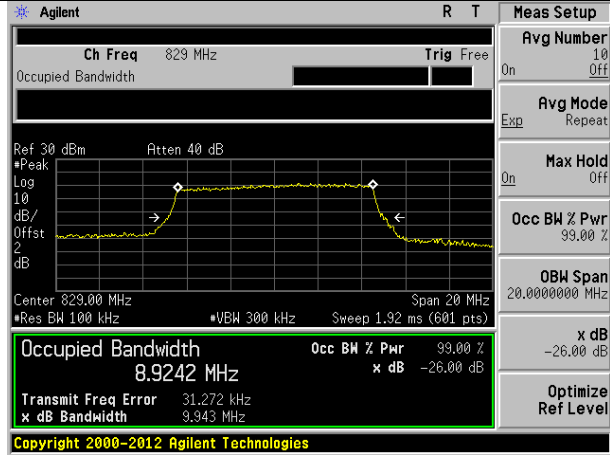 Agilent R T
Ch Freq 829 MHz Trig Free
Occupied Bandwidth
Ref 30 dBm Atten 40 dB
#Peak
Log
10
dB/
Offst
2
dB
Center 829.00 MHz Span 20 MHz
#Res BW 100 kHz #VBW 300 kHz Sweep 1.92 ms (601 pts)
Occupied Bandwidth Occ BW % Pwr 99.00 %
8.9242 MHz x dB -26.00 dB
Transmit Freq Error 31.272 kHz
x dB Bandwidth 9.943 MHz
Copyright 2000-2012 Agilent Technologies
Meas Setup
Avg Number
10
On Off
Avg Mode
Exp Repeat
Max Hold
On Off
Occ BW % Pwr
99.00 %
OBW Span
20.0000000 MHz
x dB
-26.00 dB
Optimize
Ref Level